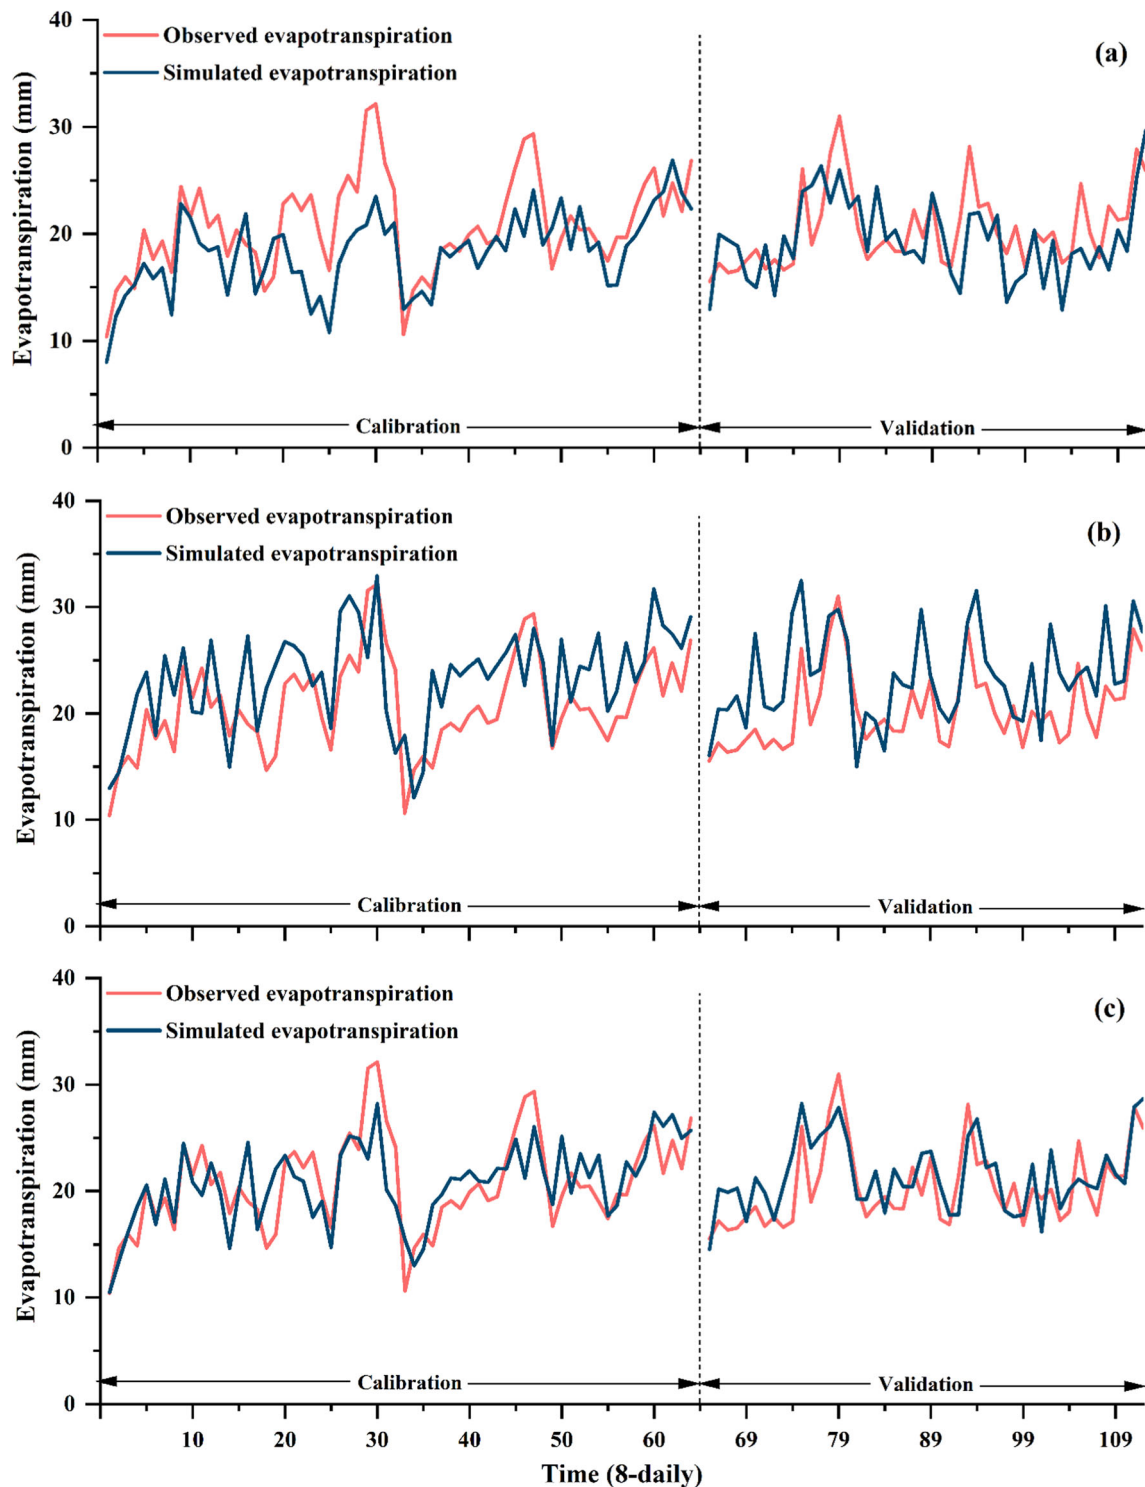 40
Observed evapotranspiration
Simulated evapotranspiration
(a)
30
20
10
0
Evapotranspiration (mm)
Calibration
Validation
40
Observed evapotranspiration
Simulated evapotranspiration
(b)
30
20
10
0
Evapotranspiration (mm)
Calibration
Validation
40
Observed evapotranspiration
Simulated evapotranspiration
(c)
30
20
10
0
Evapotranspiration (mm)
Calibration
Validation
10 20 30 40 50 60 69 79 89 99 109
Time (8-daily)